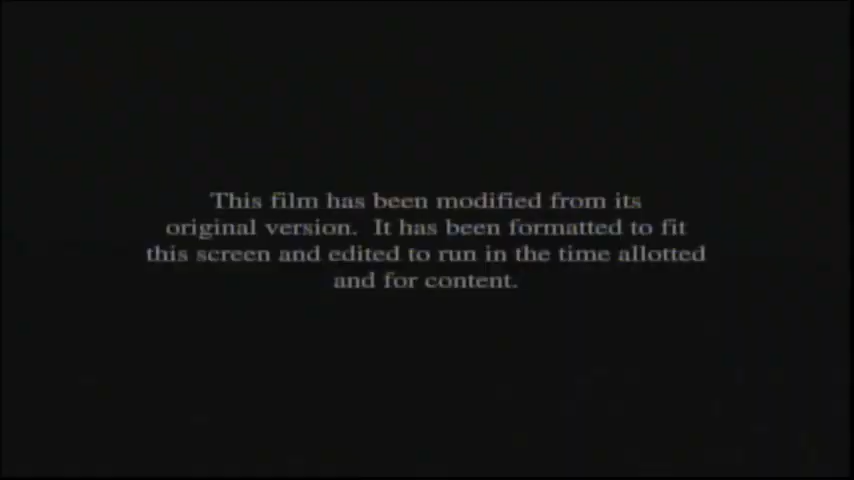 This film has been modified from its
original version. It has been formatted to fit
this screen and edited to run in the time allotted
and for content.